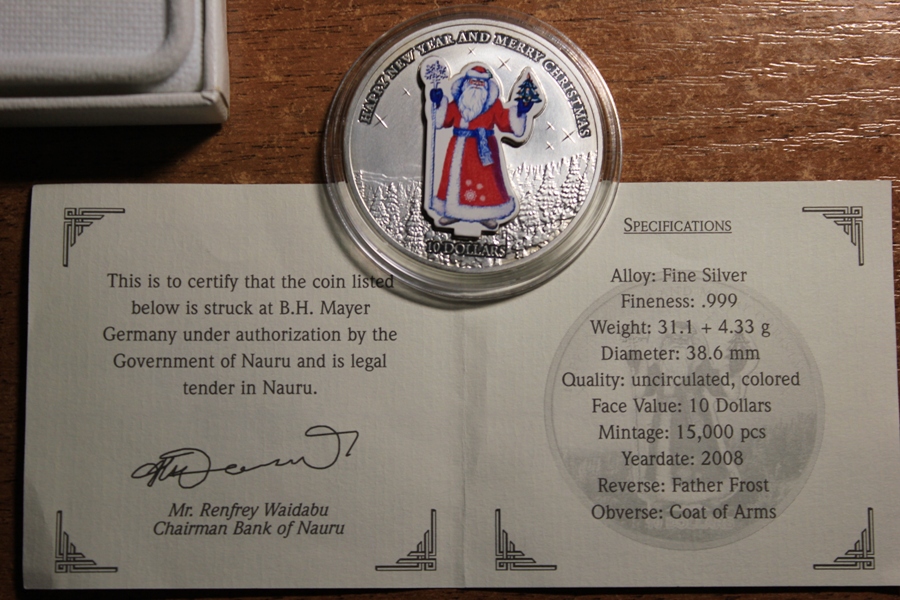 HAPPY NEW YEAR AND MERRY CHRISTMAS
10 DOLLARS
This is to certify that the coin listed
below is struck at B.H. Mayer
Germany under authorization by the
Government of Nauru and is legal
tender in Nauru.
Mr. Renfrey Waidabu
Chairman Bank of Nauru
SPECIFICATIONS
Alloy: Fine Silver
Fineness: .999
Weight: 31.1 + 4.33 g
Diameter: 38.6 mm
Quality: uncirculated, colored
Face Value: 10 Dollars
Mintage: 15,000 pcs
Yeardate: 2008
Reverse: Father Frost
Obverse: Coat of Arms